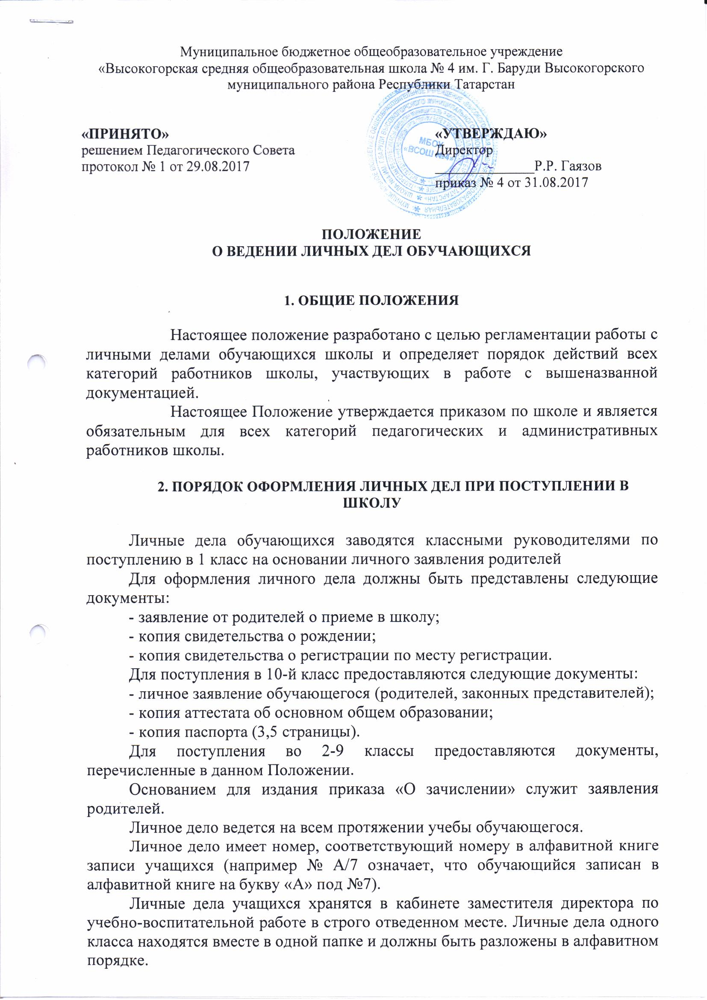 Муниципальное бюджетное общеобразовательное учреждение
«Высокогорская средняя общеобразовательная школа № 4 им. Г. Баруди Высокогорского
муниципального района Республики Татарстан
«ПРИНЯТО»
решением Педагогического Совета
протокол № 1 от 29.08.2017
«УТВЕРЖДАЮ»
Директор
______________Р.Р. Гаязов
приказ № 4 от 31.08.2017
МБОУ
«ВСОШ №4»
ПОЛОЖЕНИЕ
О ВЕДЕНИИ ЛИЧНЫХ ДЕЛ ОБУЧАЮЩИХСЯ
1. ОБЩИЕ ПОЛОЖЕНИЯ
Настоящее положение разработано с целью регламентации работы с
личными делами обучающихся школы и определяет порядок действий всех
категорий работников школы, участвующих в работе с вышеназванной
документацией.
Настоящее Положение утверждается приказом по школе и является
обязательным для всех категорий педагогических и административных
работников школы.
2. ПОРЯДОК ОФОРМЛЕНИЯ ЛИЧНЫХ ДЕЛ ПРИ ПОСТУПЛЕНИИ В
ШКОЛУ
Личные дела обучающихся заводятся классными руководителями по
поступлению в 1 класс на основании личного заявления родителей
Для оформления личного дела должны быть представлены следующие
документы:
- заявление от родителей о приеме в школу;
- копия свидетельства о рождении;
- копия свидетельства о регистрации по месту регистрации.
Для поступления в 10-й класс предоставляются следующие документы:
- личное заявление обучающегося (родителей, законных представителей);
- копия аттестата об основном общем образовании;
- копия паспорта (3,5 страницы).
Для поступления во 2-9 классы предоставляются документы,
перечисленные в данном Положении.
Основанием для издания приказа «О зачислении» служит заявления
родителей.
Личное дело ведется на всем протяжении учебы обучающегося.
Личное дело имеет номер, соответствующий номеру в алфавитной книге
записи учащихся (например № А/7 означает, что обучающийся записан в
алфавитной книге на букву «А» под №7).
Личные дела учащихся хранятся в кабинете заместителя директора по
учебно-воспитательной работе в строго отведенном месте. Личные дела одного
класса находятся вместе в одной папке и должны быть разложены в алфавитном
порядке.